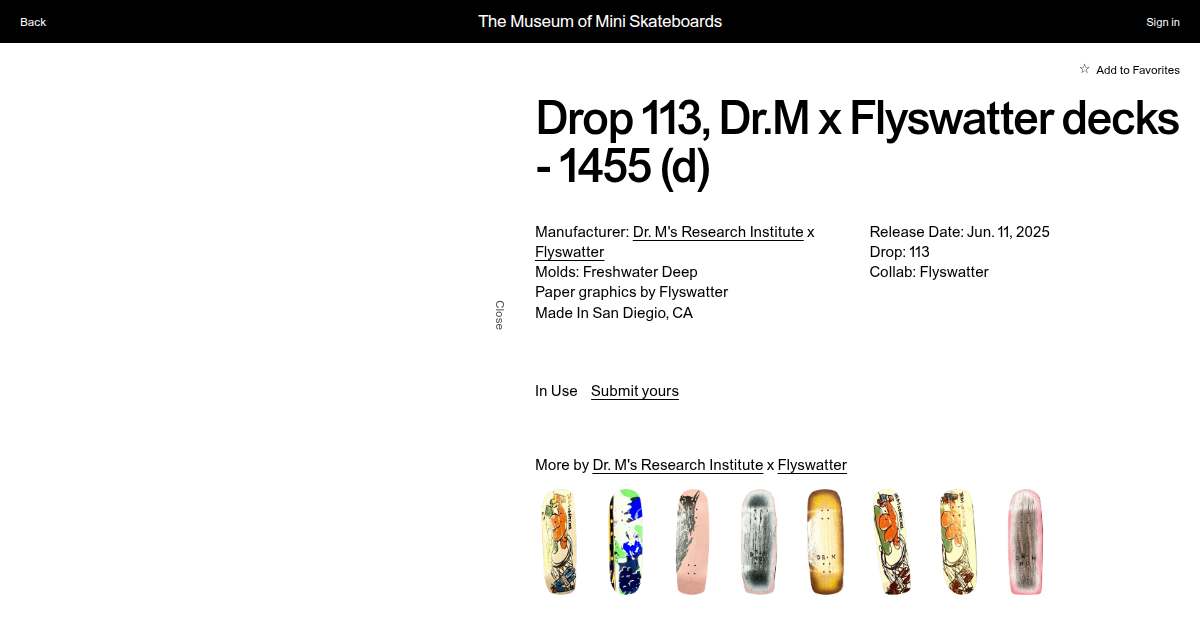 Back
The Museum of Mini Skateboards
Sign in
☆ Add to Favorites
Drop 113, Dr.M x Flyswatter decks
- 1455 (d)
Manufacturer: Dr. M's Research Institute x
Flyswatter
Molds: Freshwater Deep
Paper graphics by Flyswatter
Made In San Diegio, CA
Release Date: Jun. 11, 2025
Drop: 113
Collab: Flyswatter
Close
In Use Submit yours
More by Dr. M's Research Institute x Flyswatter
DR. M